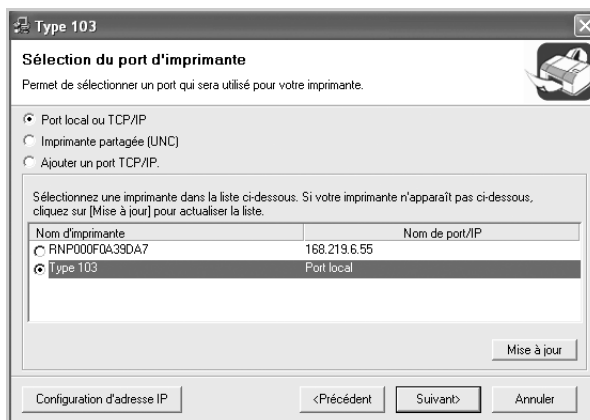 Type 103
Sélection du port d'imprimante
Permet de sélectionner un port qui sera utilisé pour votre imprimante.
Port local ou TCP/IP
Imprimante partagée (UNC)
Ajouter un port TCP/IP.
Sélectionnez une imprimante dans la liste ci-dessous. Si votre imprimante n'apparaît pas ci-dessous,
cliquez sur [Mise à jour] pour actualiser la liste.
Nom d'imprimante Nom de port/IP
RNP000F0A39DA7 168.219.6.55
Type 103 Port local
Mise à jour
Configuration d'adresse IP <Précédent Suivant> Annuler